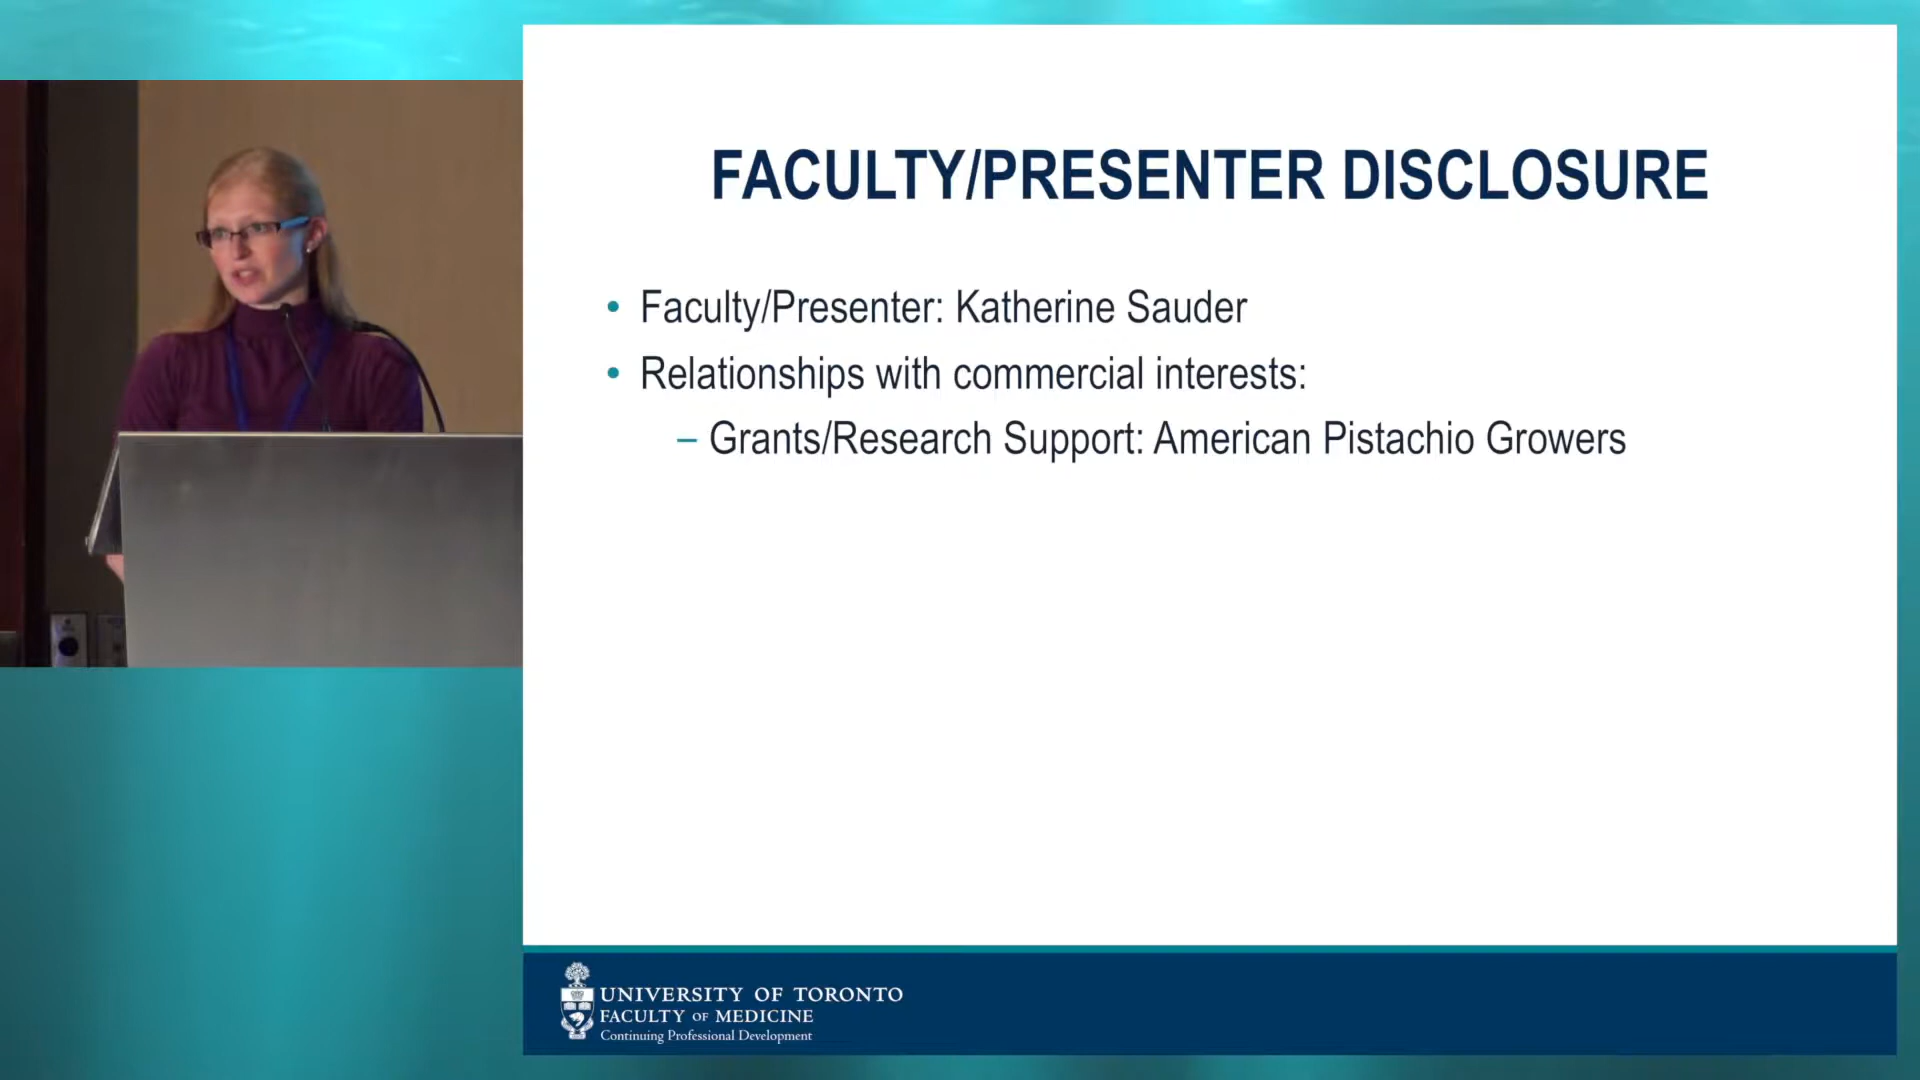 FACULTY/PRESENTER DISCLOSURE
• Faculty/Presenter: Katherine Sauder
• Relationships with commercial interests:
– Grants/Research Support: American Pistachio Growers
UNIVERSITY OF TORONTO
FACULTY OF MEDICINE
Continuing Professional Development